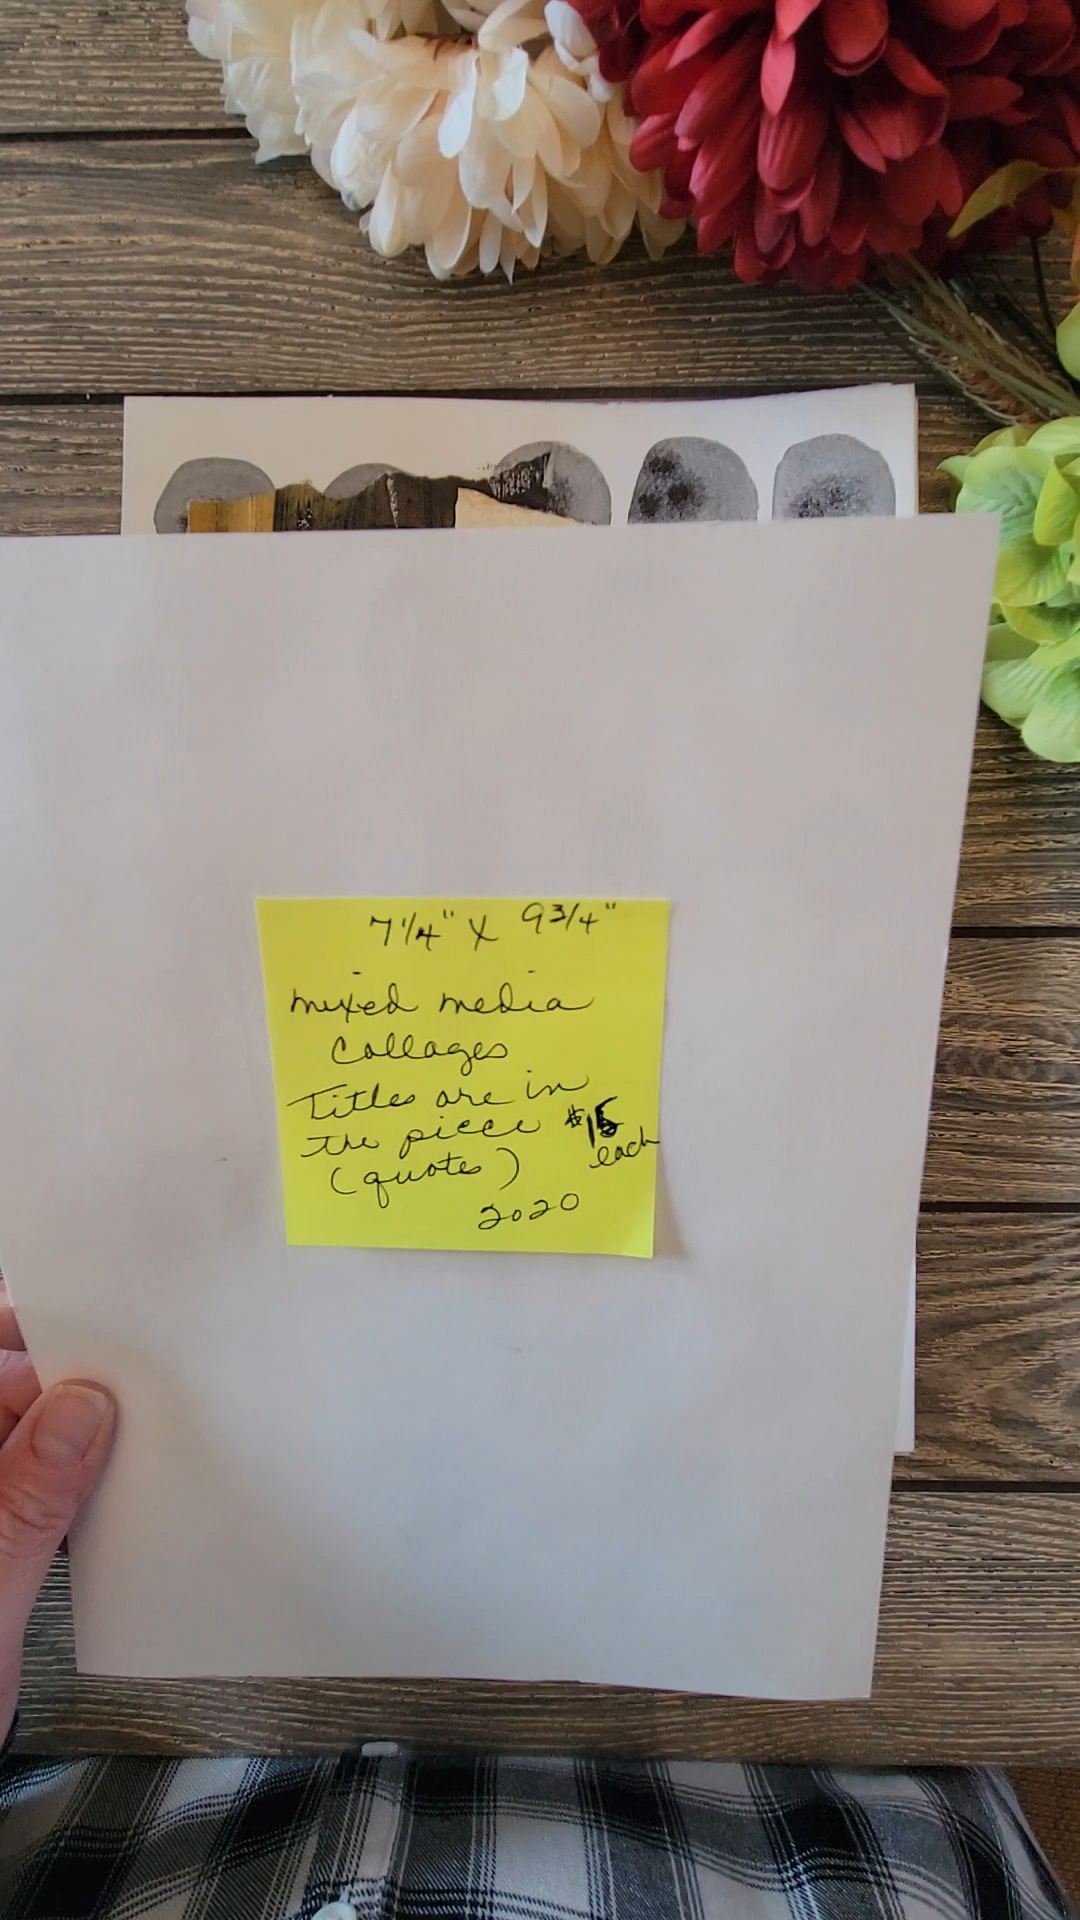 7 1/4" X 9 3/4"
mixed media
collages
Titles are in
the piece $15
(quotes) each
2020